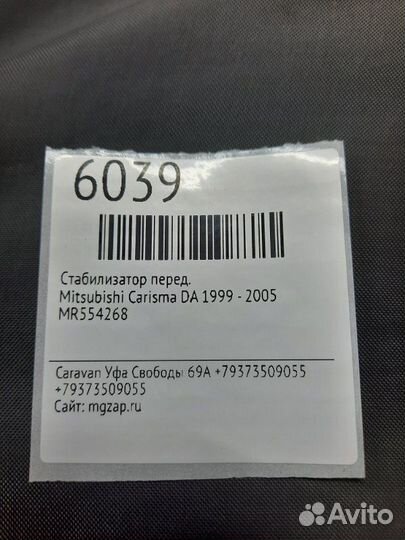 6039
Стабилизатор перед.
Mitsubishi Carisma DA 1999 - 2005
MR554268
Caravan Уфа Свободы 69А +79373509055
+79373509055
Сайт: mgzap.ru
Avito